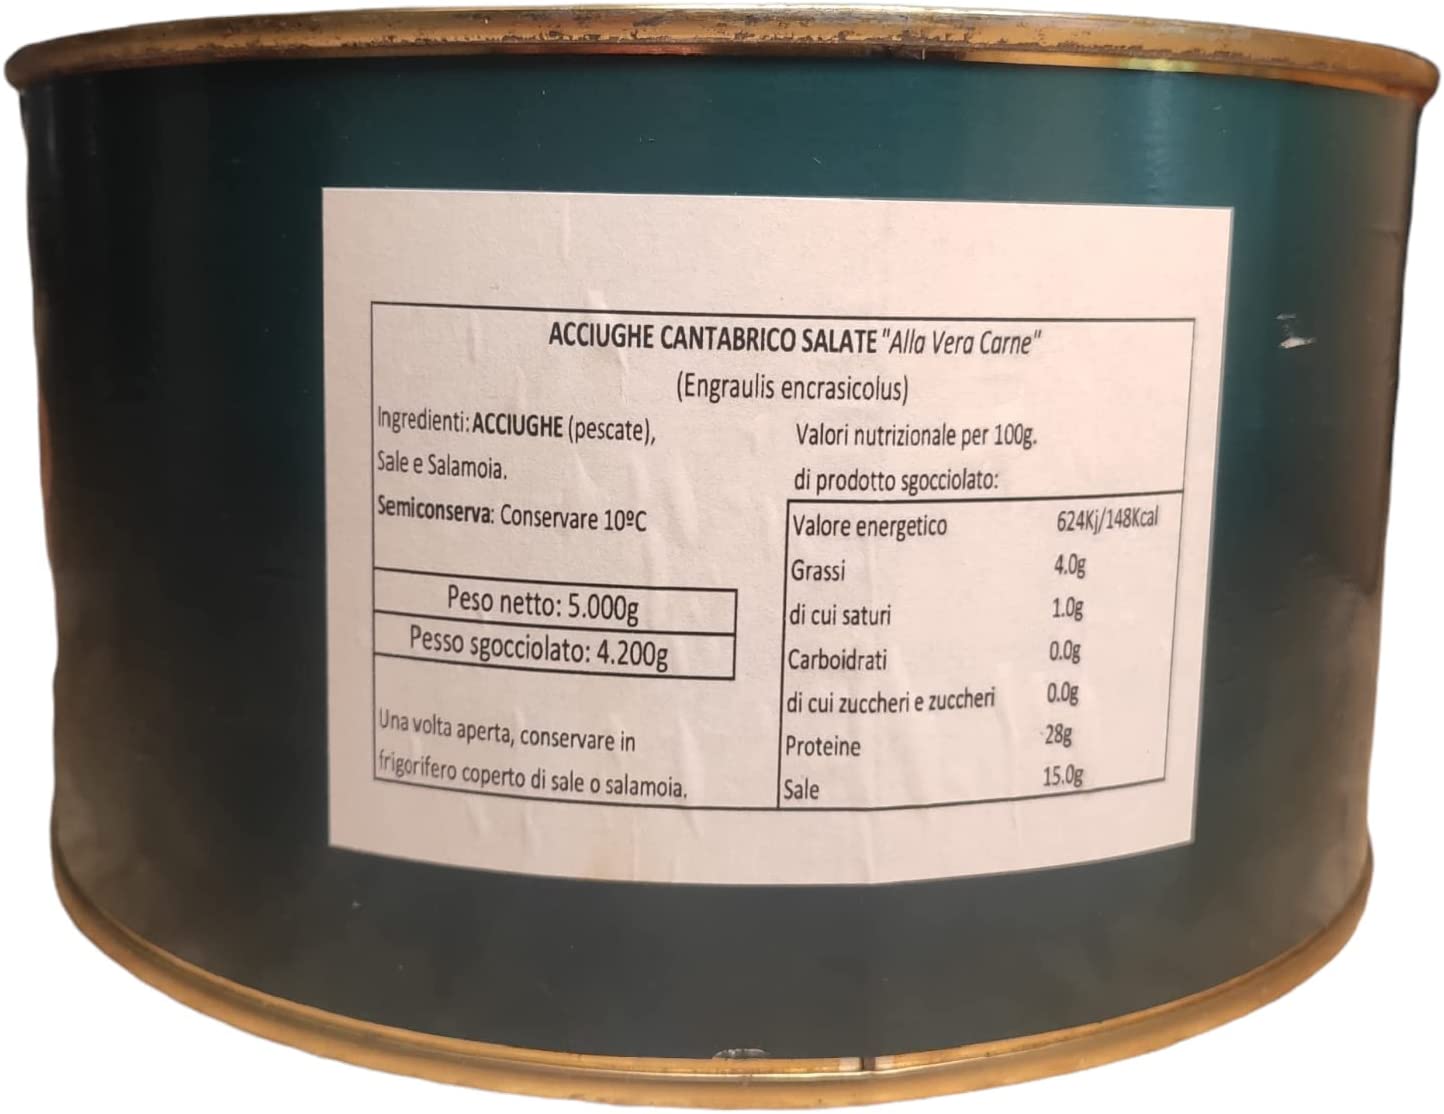 ACCIUGHE CANTABRICO SALATE "Alla Vera Carne"
(Engraulis encrasicolus)
Ingredienti: ACCIUGHE (pescate),
Sale e Salamoia.
Semiconserva: Conservare 10ºC
Peso netto: 5.000g
Pesso sgocciolato: 4.200g
Una volta aperta, conservare in
frigorifero coperto di sale o salamoia.
Valori nutrizionale per 100g.
di prodotto sgocciolato:
Valore energetico 624Kj/148Kcal
Grassi 4.0g
di cui saturi 1.0g
Carboidrati 0.0g
di cui zuccheri e zuccheri 0.0g
Proteine 28g
Sale 15.0g